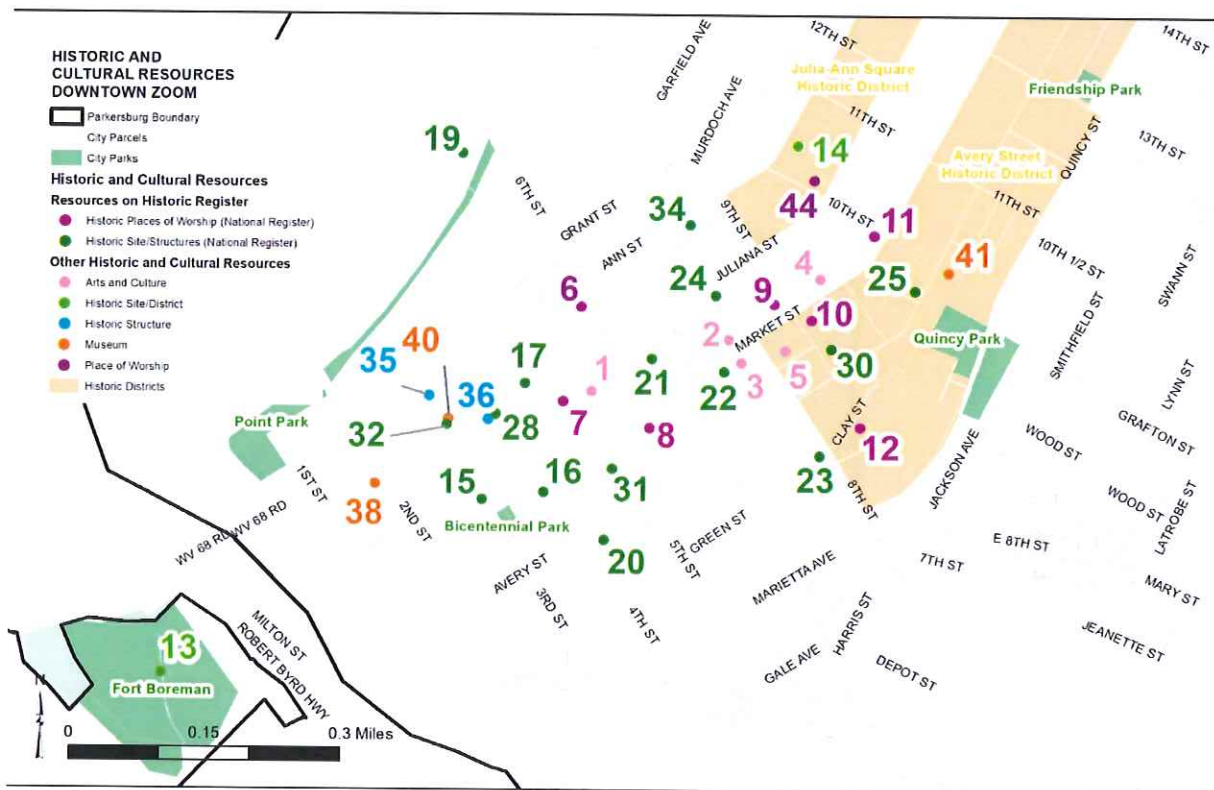 HISTORIC AND
CULTURAL RESOURCES
DOWNTOWN ZOOM
Parkersburg Boundary
City Parcels
City Parks
Historic and Cultural Resources
Resources on Historic Register
Historic Places of Worship (National Register)
Historic Site/Structures (National Register)
Other Historic and Cultural Resources
Arts and Culture
Historic Site/District
Historic Structure
Museum
Place of Worship
Historic Districts
GARFIELD AVE
MURDOCH AVE
12TH ST
14TH ST
Julia-Ann Square
Historic District
11TH ST
Friendship Park
QUINCY ST
13TH ST
19
14
Avery Street
Historic District
6TH ST
GRANT ST
34
9TH ST
44
10TH ST
11
11TH ST
10TH 1/2 ST
SWANN ST
ANN ST
JULIANA ST
4
41
6
24
9
25
10
MARKET ST
SMITHFIELD ST
2
Quincy Park
35
40
17
1
21
3
5
30
LYNN ST
36
22
Point Park
32
28
7
8
CLAY ST
12
GRAFTON ST
WOOD ST
1ST ST
38
2ND ST
15
16
31
23
8TH ST
JACKSON AVE
WOOD ST
LATROBE ST
WV 68 RD
WV 68 RD
Bicentennial Park
20
5TH ST
GREEN ST
E 8TH ST
7TH ST
AVERY ST
3RD ST
4TH ST
MARIETTA AVE
MARY ST
MILTON ST
ROBERT BYRD HWY
HARRIS ST
GALE AVE
DEPOT ST
JEANETTE ST
13
Fort Boreman
N
0 0.15 0.3 Miles